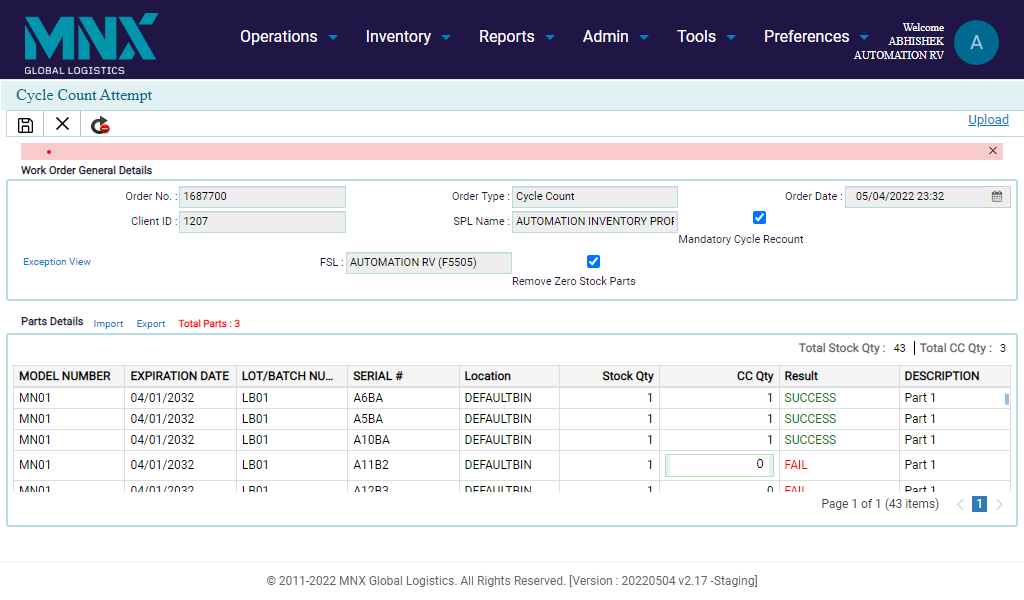 MNX
GLOBAL LOGISTICS
Operations Inventory Reports Admin Tools Preferences
Welcome
ABHISHEK
AUTOMATION RV
A
Cycle Count Attempt
Upload
Work Order General Details
Order No. : 1687700 Order Type : Cycle Count Order Date : 05/04/2022 23:32
Client ID : 1207 SPL Name : AUTOMATION INVENTORY PROF
Mandatory Cycle Recount
Exception View FSL : AUTOMATION RV (F5505)
Remove Zero Stock Parts
Parts Details Import Export Total Parts : 3
Total Stock Qty : 43 Total CC Qty : 3
MODEL NUMBER EXPIRATION DATE LOT/BATCH NU... SERIAL # Location Stock Qty CC Qty Result DESCRIPTION
MN01 04/01/2032 LB01 A6BA DEFAULTBIN 1 1 SUCCESS Part 1
MN01 04/01/2032 LB01 A5BA DEFAULTBIN 1 1 SUCCESS Part 1
MN01 04/01/2032 LB01 A10BA DEFAULTBIN 1 1 SUCCESS Part 1
MN01 04/01/2032 LB01 A11B2 DEFAULTBIN 1 0 FAIL Part 1
MN01 04/01/2032 LB01 A12B3 DEFAULTBIN 1 0 FAIL Part 1
Page 1 of 1 (43 items) 1
© 2011-2022 MNX Global Logistics. All Rights Reserved. [Version : 20220504 v2.17 -Staging]